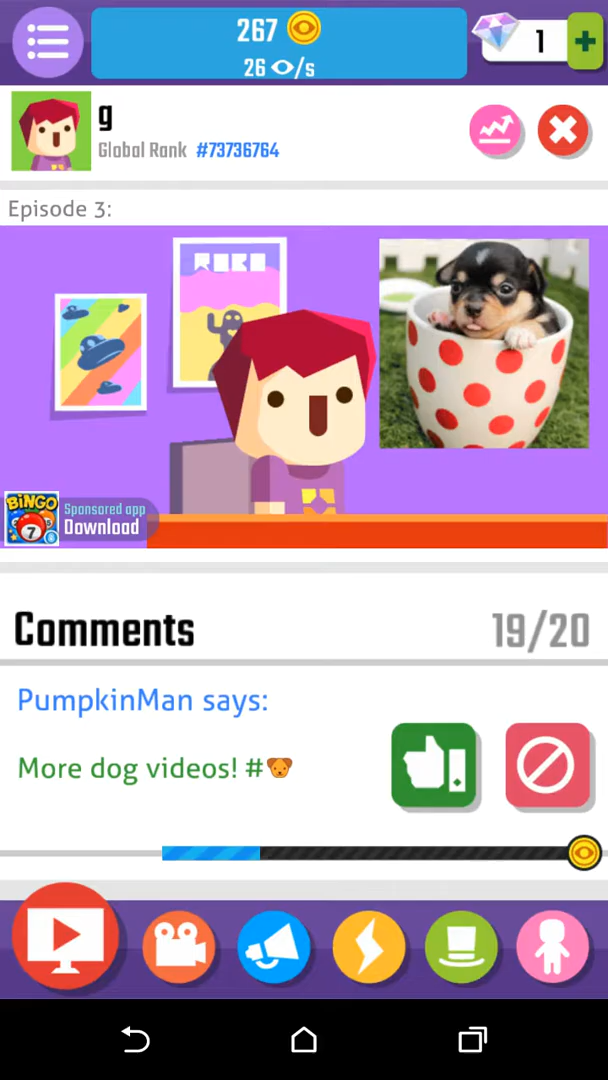 267
26 /s
1
g
Global Rank #73736764
Episode 3:
BINGO
7
Sponsored app
Download
Comments
19/20
PumpkinMan says:
More dog videos! #🐶